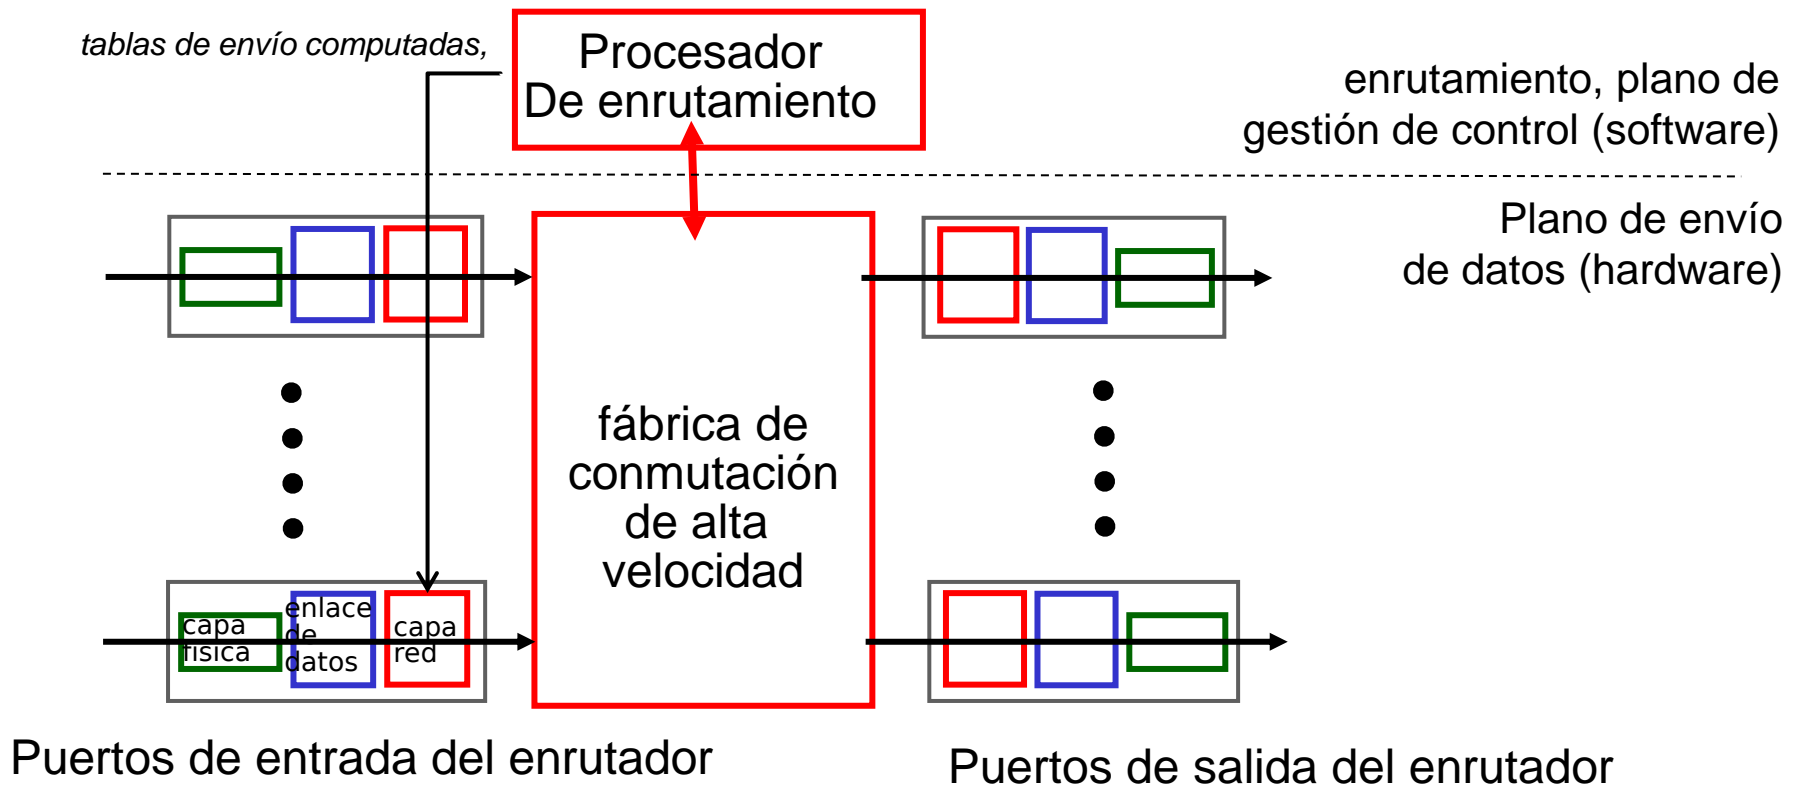 tablas de envío computadas,
Procesador
De enrutamiento
enrutamiento, plano de
gestión de control (software)
Plano de envío
de datos (hardware)
fábrica de
conmutación
de alta
velocidad
capa
física
enlace
de
datos
capa
red
Puertos de entrada del enrutador
Puertos de salida del enrutador